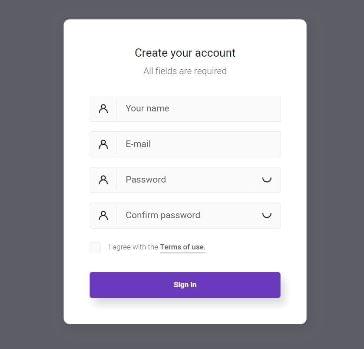 Create your account
All fields are required
Your name
E-mail
Password
Confirm password
I agree with the Terms of use.
Sign in